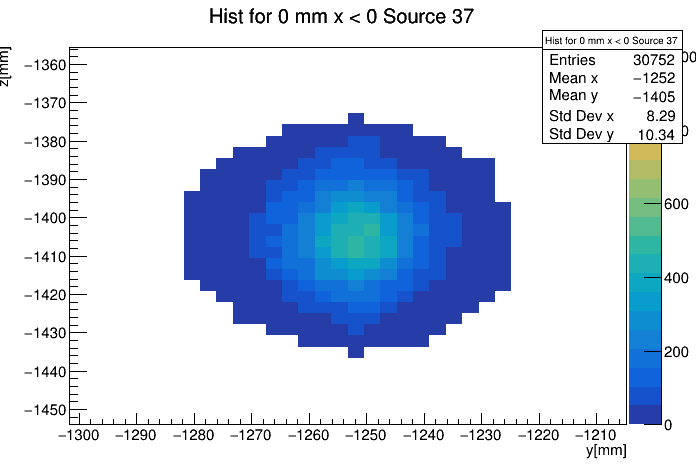 Hist for 0 mm x < 0 Source 37
z[mm]
Hist for 0 mm x < 0 Source 37
Entries 30752
Mean x −1252
Mean y −1405
Std Dev x 8.29
Std Dev y 10.34
−1360
−1370
−1380
−1390
−1400
−1410
−1420
−1430
−1440
−1450
600
400
200
0
−1300 −1290 −1280 −1270 −1260 −1250 −1240 −1230 −1220 −1210
y[mm]